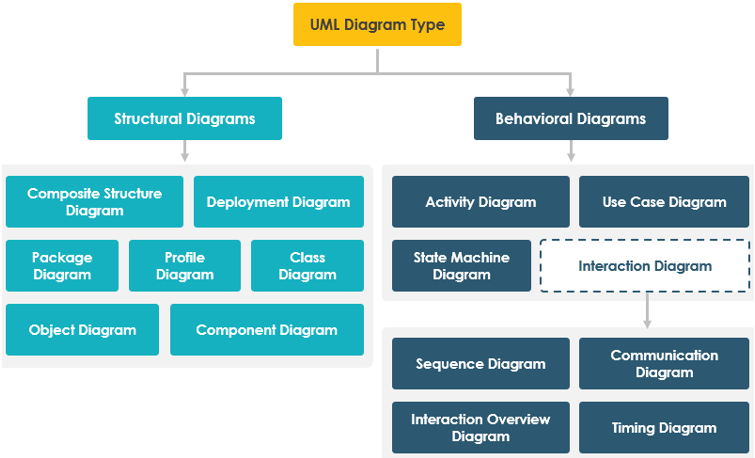 UML Diagram Type
Structural Diagrams
Behavioral Diagrams
Composite Structure
Diagram
Deployment Diagram
Package
Diagram
Profile
Diagram
Class
Diagram
Object Diagram
Component Diagram
Activity Diagram
Use Case Diagram
State Machine
Diagram
Interaction Diagram
Sequence Diagram
Communication
Diagram
Interaction Overview
Diagram
Timing Diagram